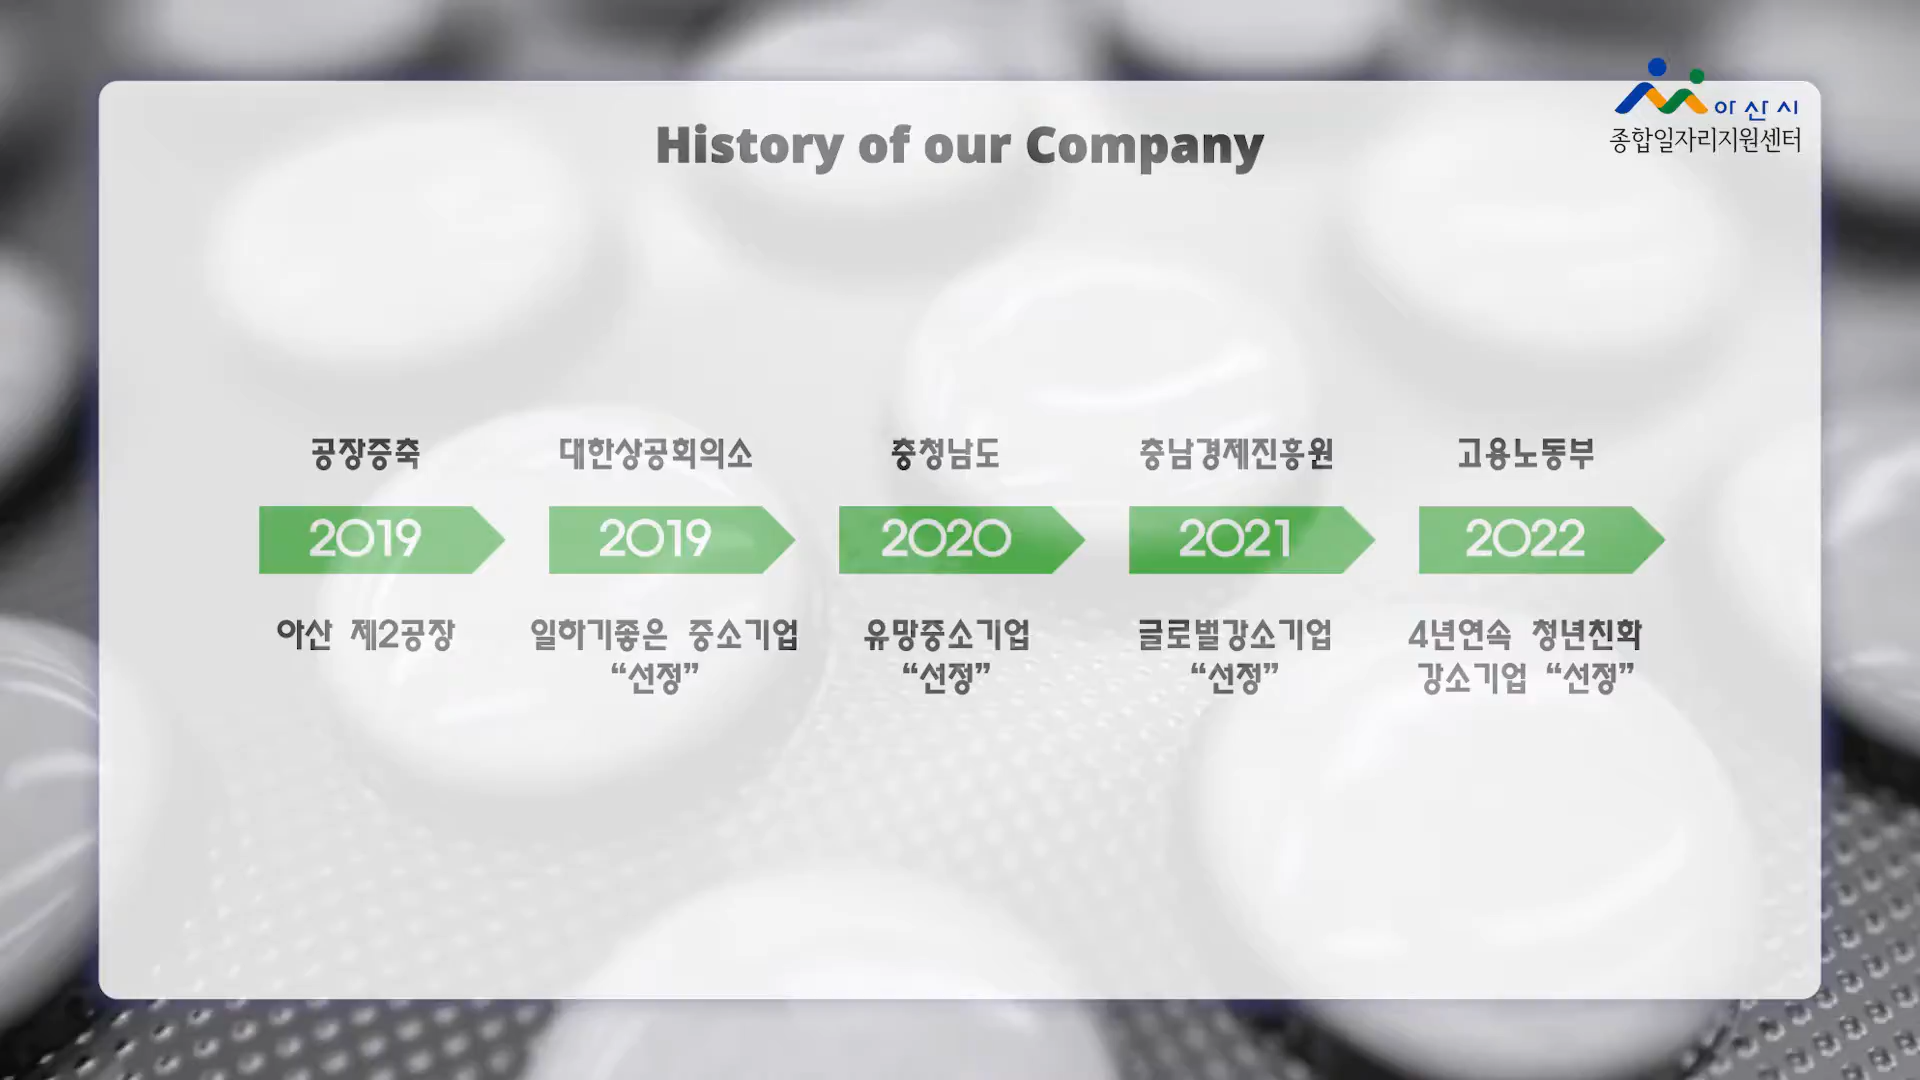 아산시
종합일자리지원센터
History of our Company
공장증축
2019
아산 제2공장
대한상공회의소
2019
일하기좋은 중소기업
“선정”
충청남도
2020
유망중소기업
“선정”
충남경제진흥원
2021
글로벌강소기업
“선정”
고용노동부
2022
4년연속 청년친화
강소기업 “선정”